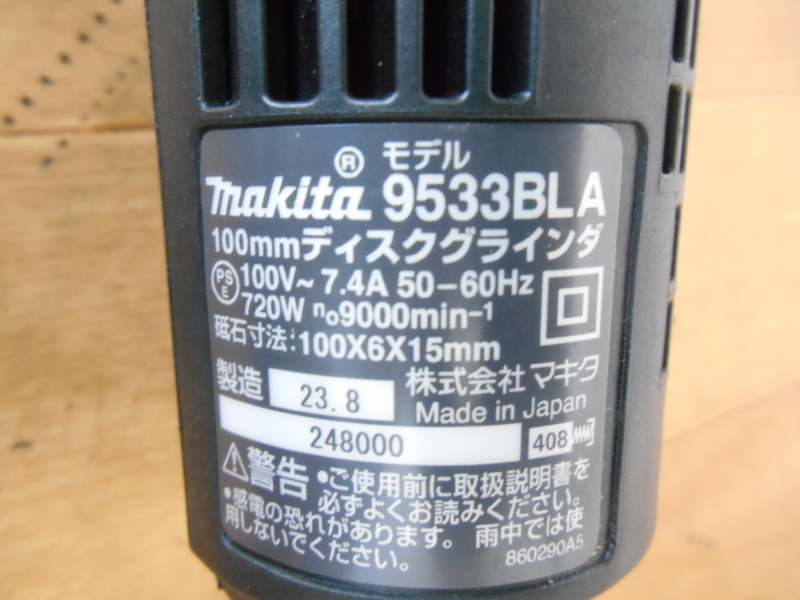 モデル
makita® 9533BLA
100mmディスクグラインダ
PSE 100V~ 7.4A 50-60Hz
720W n₀9000min⁻¹
砥石寸法:100X6X15mm
製造 23.8 株式会社 マキタ
Made in Japan
248000 408
警告 •ご使用前に取扱説明書を
必ずよくお読みください。
•感電の恐れがあります。雨中では使
用しないでください。
860290A5